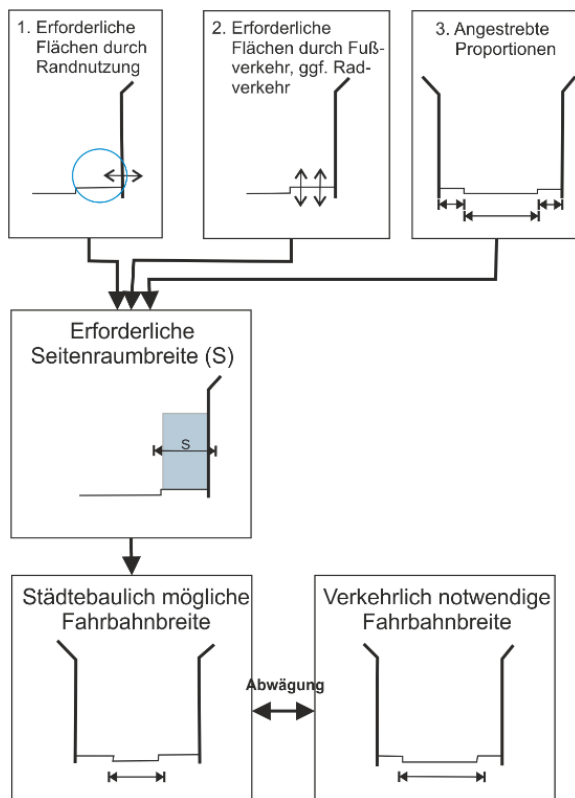 1. Erforderliche
Flächen durch
Randnutzung
2. Erforderliche
Flächen durch Fuß-
verkehr, ggf. Rad-
verkehr
3. Angestrebte
Proportionen
Erforderliche
Seitenraumbreite (S)
S
Städtebaulich mögliche
Fahrbahnbreite
Abwägung
Verkehrlich notwendige
Fahrbahnbreite